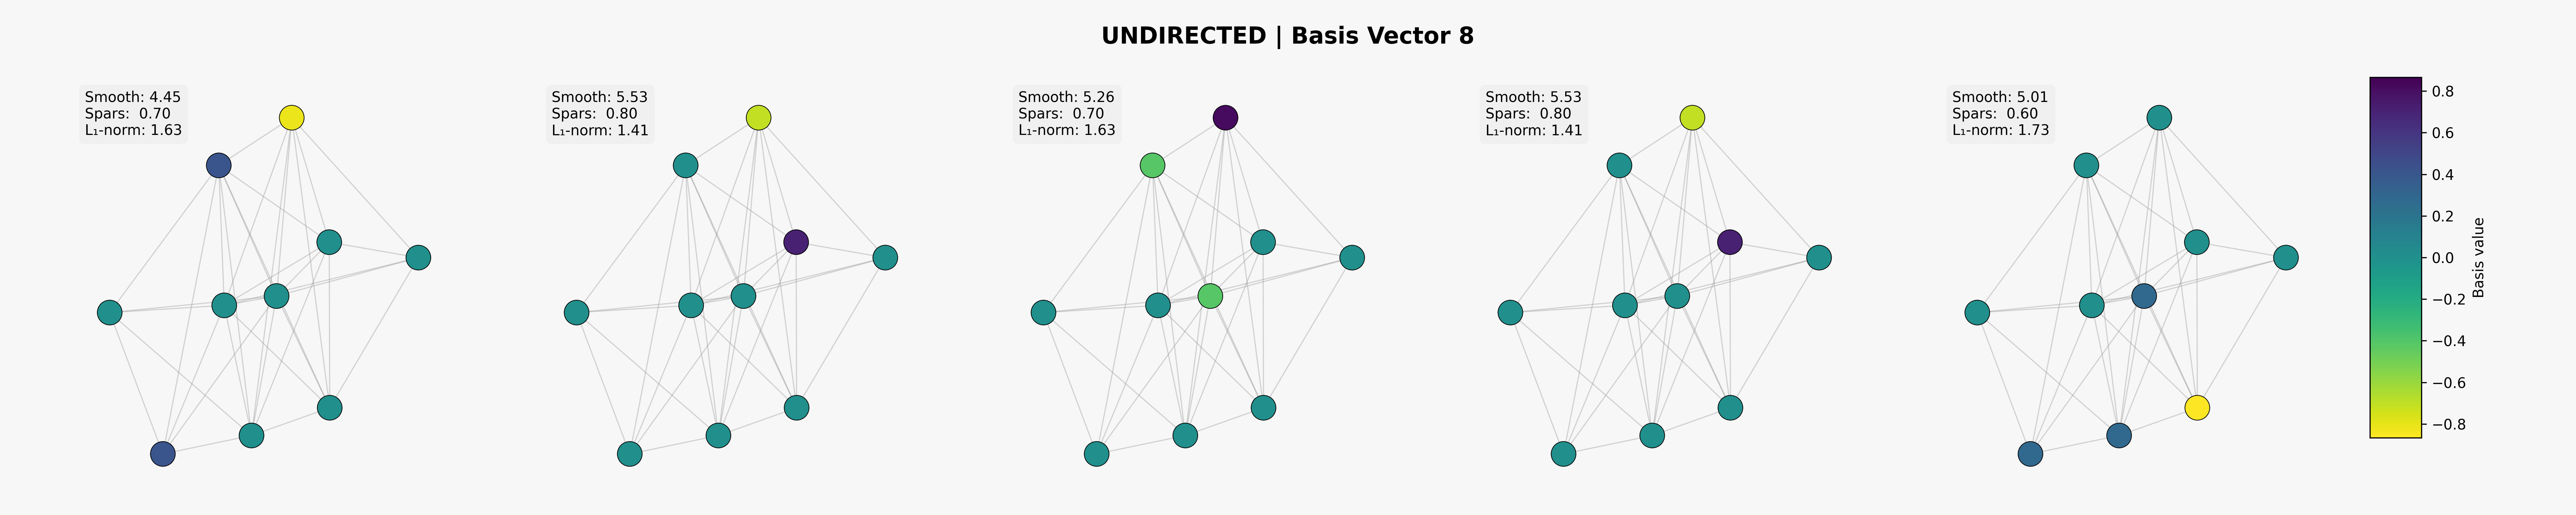 UNDIRECTED | Basis Vector 8
Smooth: 4.45
Spars:  0.70
L₁-norm: 1.63
Smooth: 5.53
Spars:  0.80
L₁-norm: 1.41
Smooth: 5.26
Spars:  0.70
L₁-norm: 1.63
Smooth: 5.53
Spars:  0.80
L₁-norm: 1.41
Smooth: 5.01
Spars:  0.60
L₁-norm: 1.73
0.8
0.6
0.4
0.2
0.0
−0.2
−0.4
−0.6
−0.8
Basis value